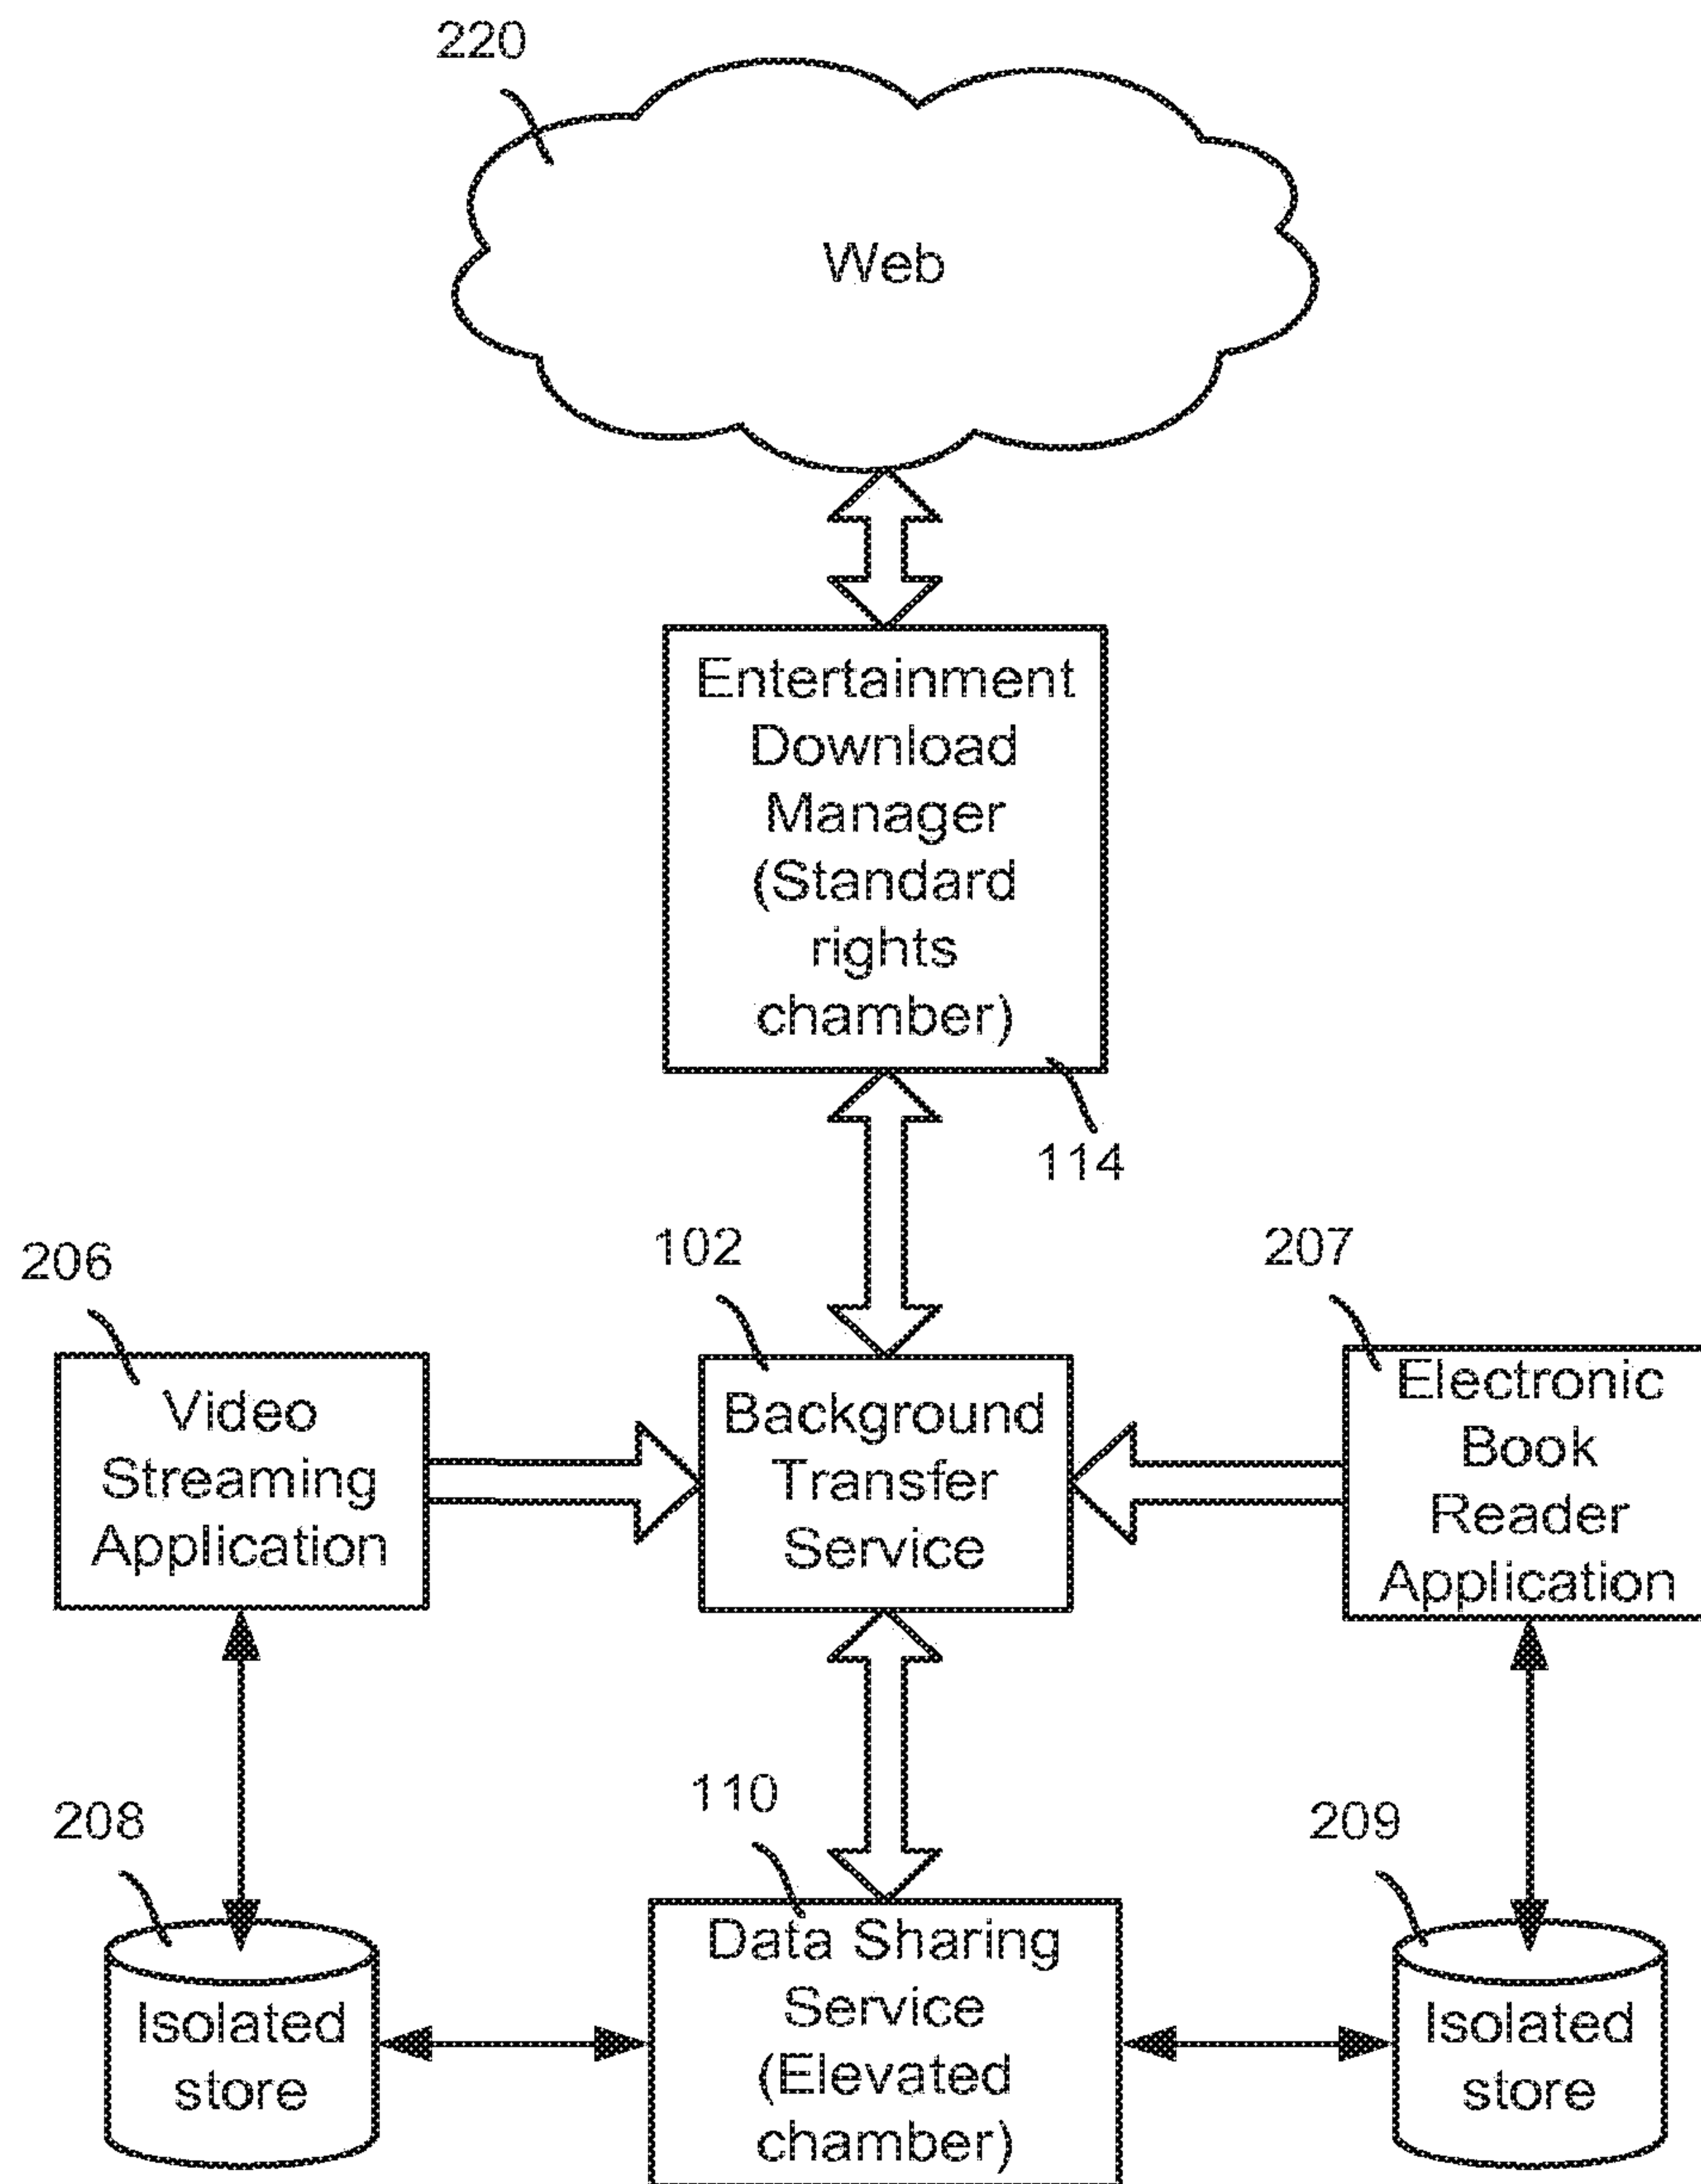 220
Web
Entertainment
Download
Manager
(Standard
rights
chamber)
114
206
102
207
Video
Streaming
Application
Background
Transfer
Service
Electronic
Book
Reader
Application
208
110
209
Isolated
store
Data Sharing
Service
(Elevated
chamber)
Isolated
store